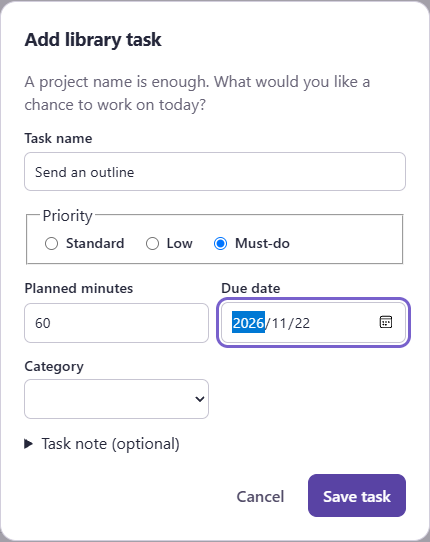 Add library task
A project name is enough. What would you like a
chance to work on today?
Task name
Send an outline
Priority
Standard Low Must-do
Planned minutes Due date
60 2026/11/22
Category
Task note (optional)
Cancel Save task